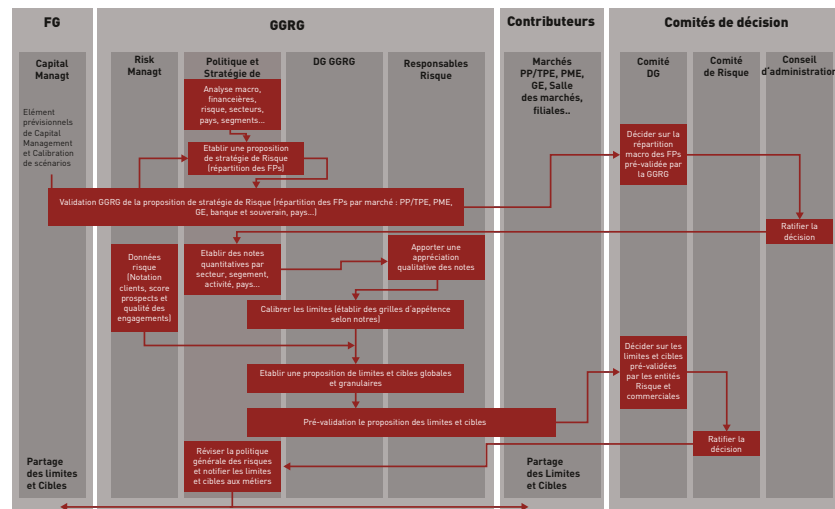 FG
GGRG
Contributeurs
Comités de décision
Capital
Managt
Risk
Managt
Politique et
Stratégie de
DG GGRG
Responsables
Risque
Marchés
PP/TPE, PME,
GE, Salle
des marchés,
filiales..
Comité
DG
Comité
de Risque
Conseil
d'administration
Elément
prévisionnels
de Capital
Management
et Calibration
de scénarios
Analyse macro,
financeières,
risque, secteurs,
pays, segments...
Etablir une proposition
de stratégie de Risque
(répartition des FPs)
Décider sur la
répartition
macro des FPs
pré-validée par
la GGRG
Validation GGRG de la proposition de stratégie de Risque (répartition des FPs par marché : PP/TPE, PME,
GE, banque et souverain, pays...)
Ratifier la
décision
Données
risque
(Notation
clients, score
prospects et
qualité des
engagements)
Etablir des notes
quantitatives par
secteur, segement,
activité, pays...
Apporter une
appréciation
qualitative des notes
Calibrer les limites (établir des grilles d'appétence
selon notres)
Etablir une proposition de limites et cibles globales
et granulaires
Décider sur les
limites et cibles
pré-validées
par les entités
Risque et
commerciales
Pré-validation le proposition des limites et cibles
Ratifier la
décision
Réviser la politique
générale des risques
et notifier les limites
et cibles aux métiers
Partage
des limites
et Cibles
Partage
des Limites
et Cibles